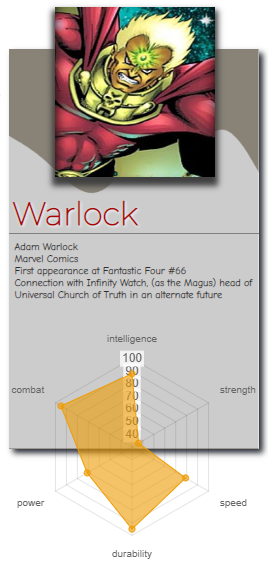 Warlock
Adam Warlock
Marvel Comics
First appearance at Fantastic Four #66
Connection with Infinity Watch, (as the Magus) head of
Universal Church of Truth in an alternate future
intelligence
100
90
80
70
60
50
40
combat
strength
power
speed
durability